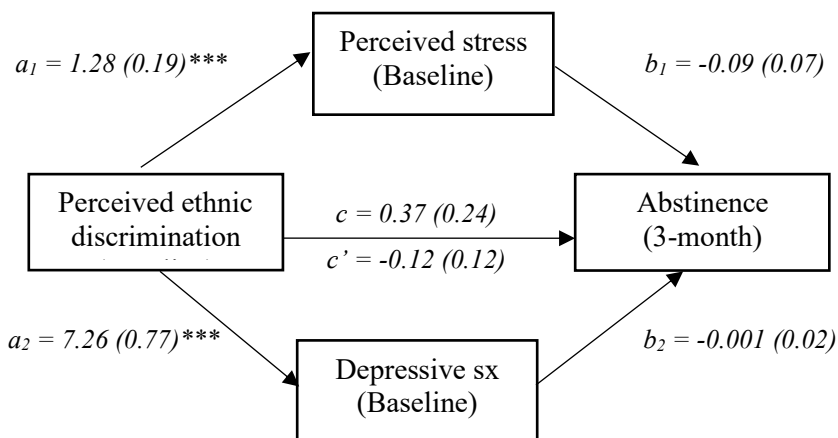 Perceived stress
(Baseline)
a₁ = 1.28 (0.19)***
b₁ = -0.09 (0.07)
Perceived ethnic
discrimination
c = 0.37 (0.24)
c’ = -0.12 (0.12)
Abstinence
(3-month)
a₂ = 7.26 (0.77)***
b₂ = -0.001 (0.02)
Depressive sx
(Baseline)